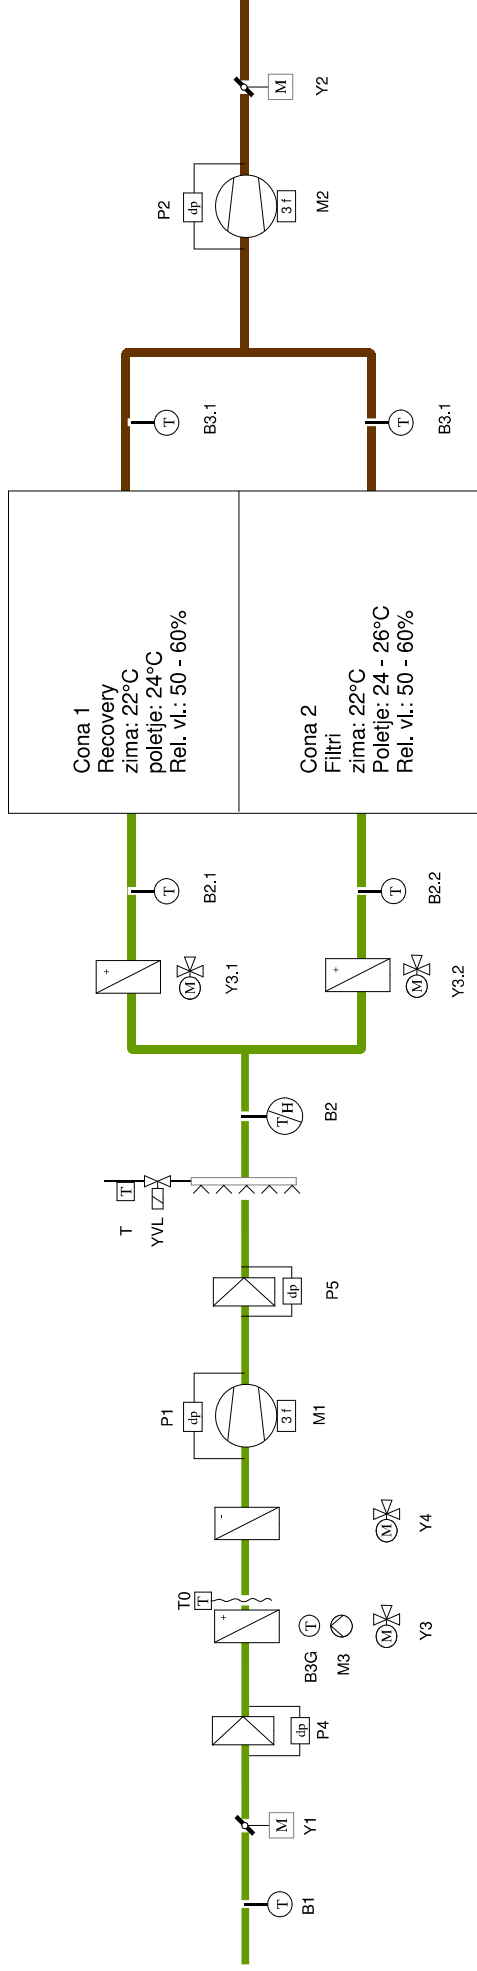 B1
T
Y1
M
P4
dp
T0
T
+
B3G
T
M3
Y3
M
-
Y4
M
P1
dp
3 f
M1
P5
dp
T
T
YVL
B2
T H
+
M
Y3.1
+
M
Y3.2
T
B2.1
T
B2.2
Cona 1
Recovery
zima: 22°C
poletje: 24°C
Rel. vl.: 50 - 60%
Cona 2
Filtri
zima: 22°C
Poletje: 24 - 26°C
Rel. vl.: 50 - 60%
T
B3.1
T
B3.1
P2
dp
3 f
M2
M
Y2